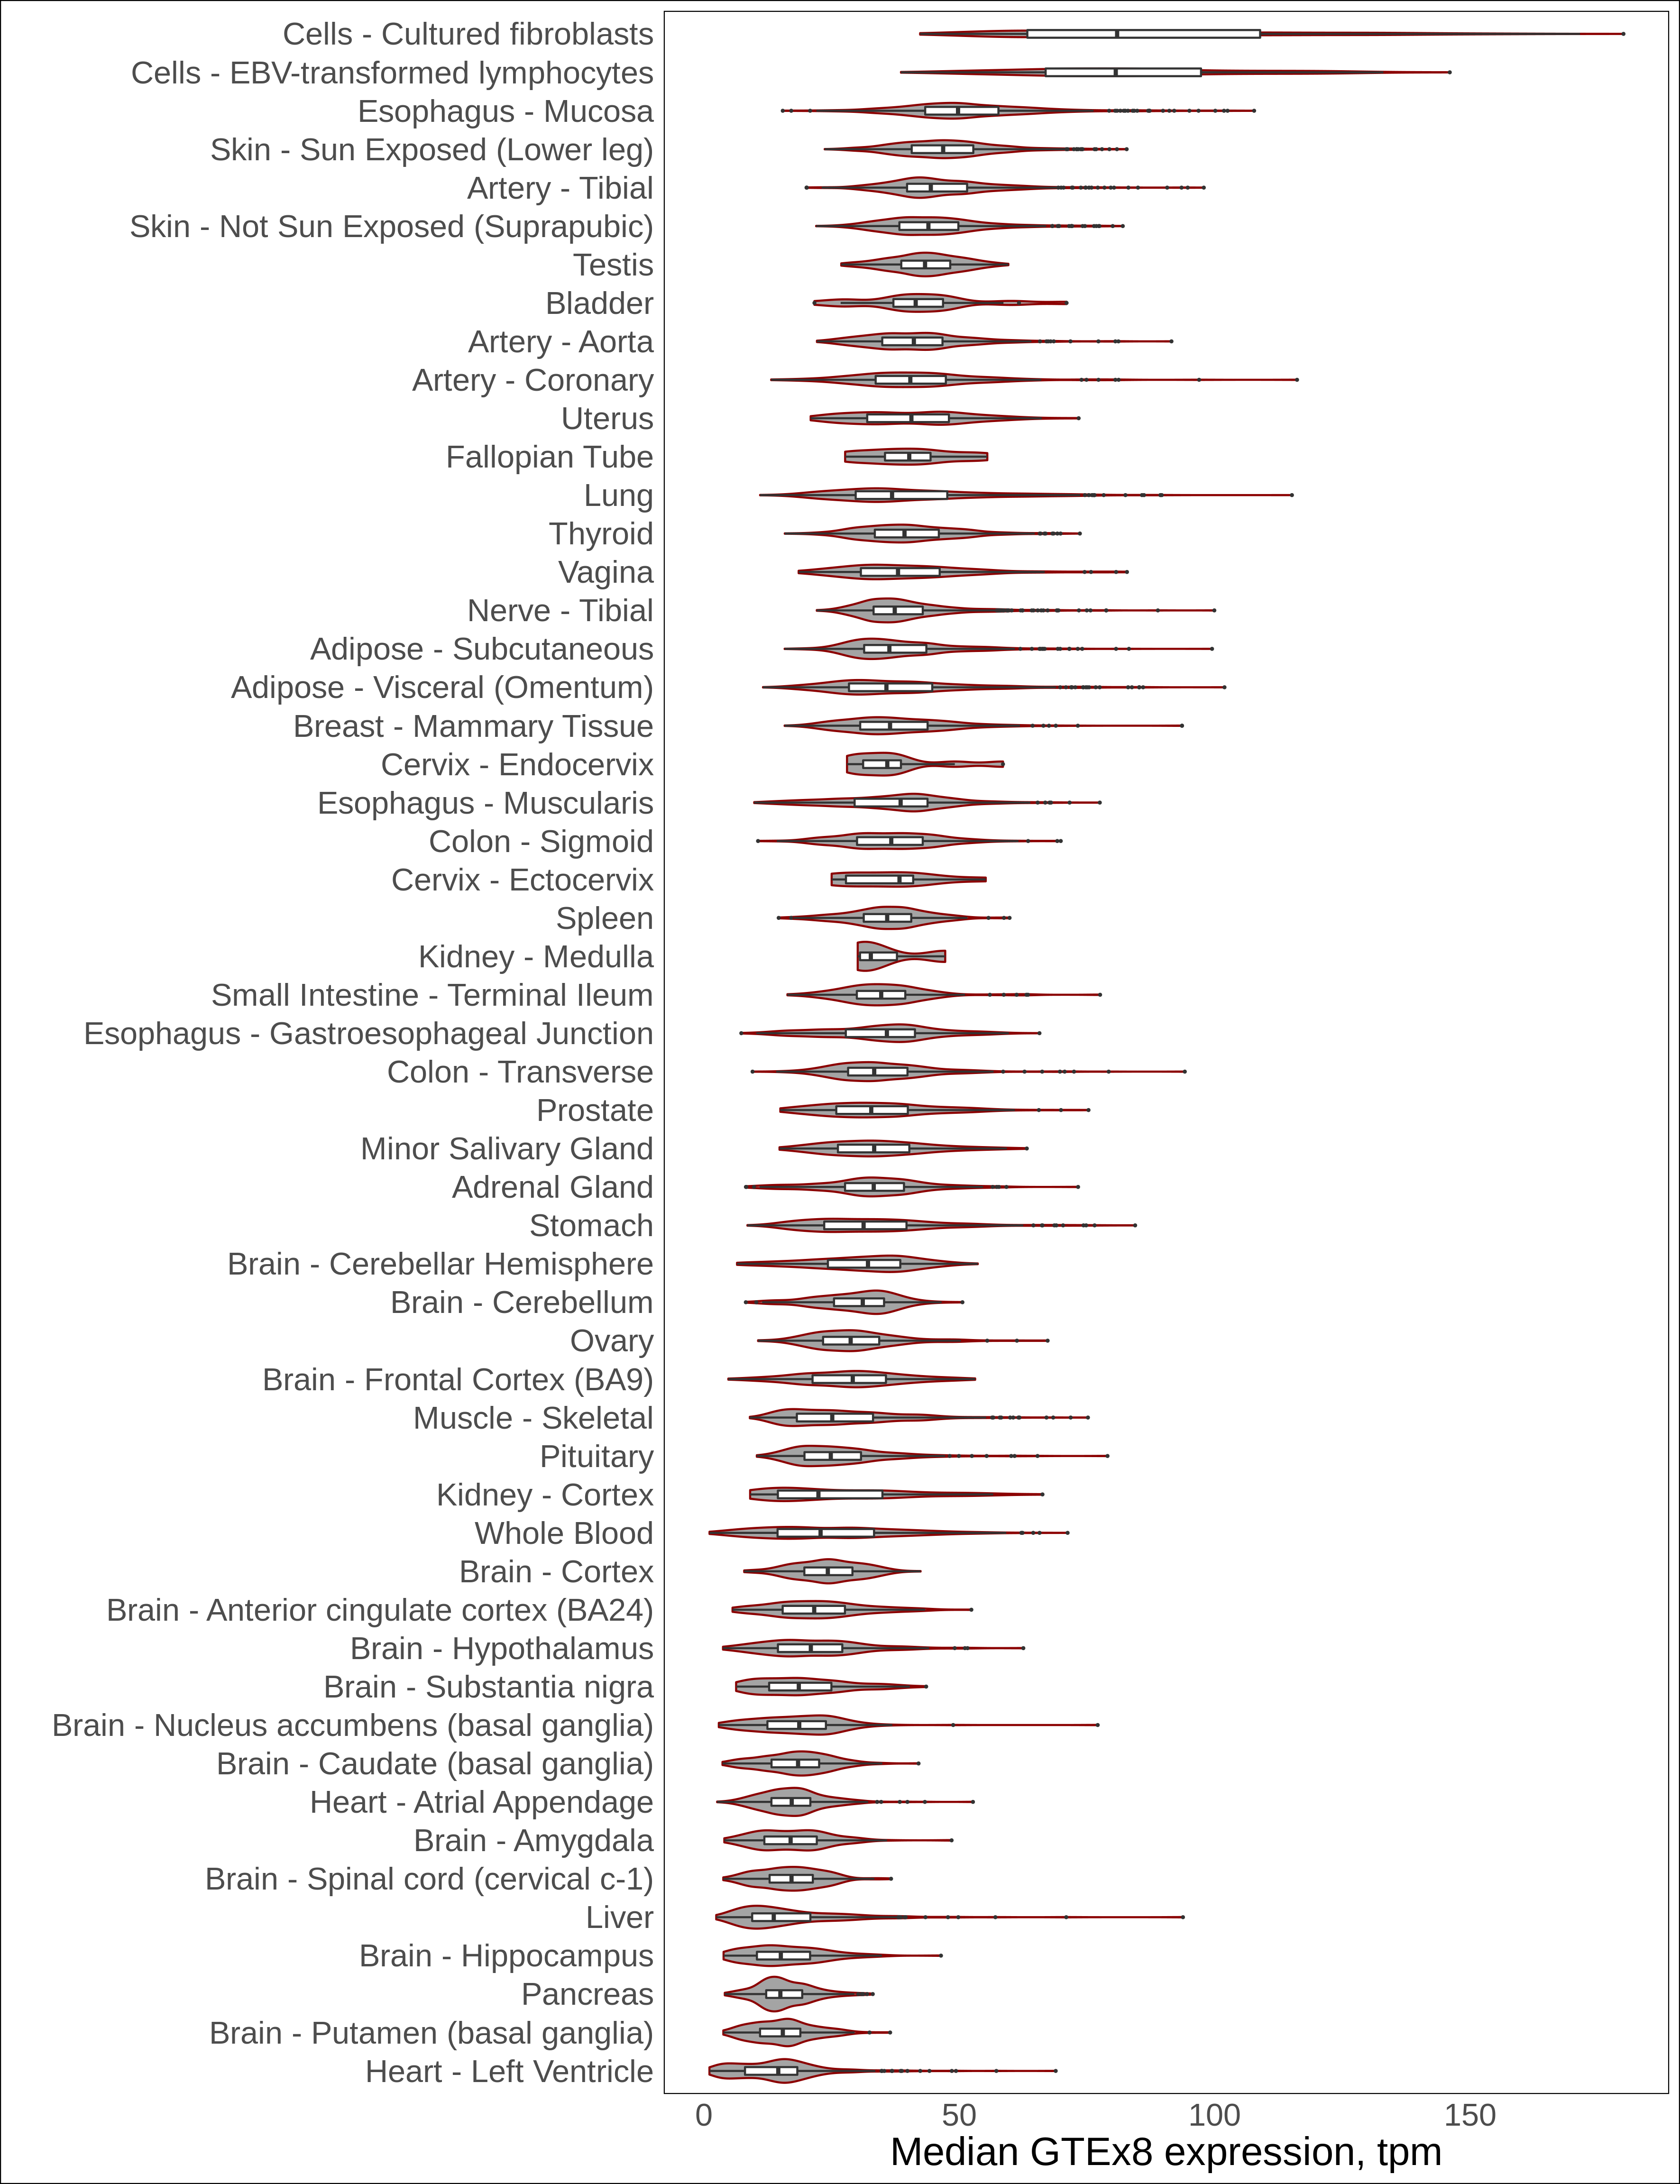 Cells - Cultured fibroblasts
Cells - EBV-transformed lymphocytes
Esophagus - Mucosa
Skin - Sun Exposed (Lower leg)
Artery - Tibial
Skin - Not Sun Exposed (Suprapubic)
Testis
Bladder
Artery - Aorta
Artery - Coronary
Uterus
Fallopian Tube
Lung
Thyroid
Vagina
Nerve - Tibial
Adipose - Subcutaneous
Adipose - Visceral (Omentum)
Breast - Mammary Tissue
Cervix - Endocervix
Esophagus - Muscularis
Colon - Sigmoid
Cervix - Ectocervix
Spleen
Kidney - Medulla
Small Intestine - Terminal Ileum
Esophagus - Gastroesophageal Junction
Colon - Transverse
Prostate
Minor Salivary Gland
Adrenal Gland
Stomach
Brain - Cerebellar Hemisphere
Brain - Cerebellum
Ovary
Brain - Frontal Cortex (BA9)
Muscle - Skeletal
Pituitary
Kidney - Cortex
Whole Blood
Brain - Cortex
Brain - Anterior cingulate cortex (BA24)
Brain - Hypothalamus
Brain - Substantia nigra
Brain - Nucleus accumbens (basal ganglia)
Brain - Caudate (basal ganglia)
Heart - Atrial Appendage
Brain - Amygdala
Brain - Spinal cord (cervical c-1)
Liver
Brain - Hippocampus
Pancreas
Brain - Putamen (basal ganglia)
Heart - Left Ventricle
0 50 100 150
Median GTEx8 expression, tpm